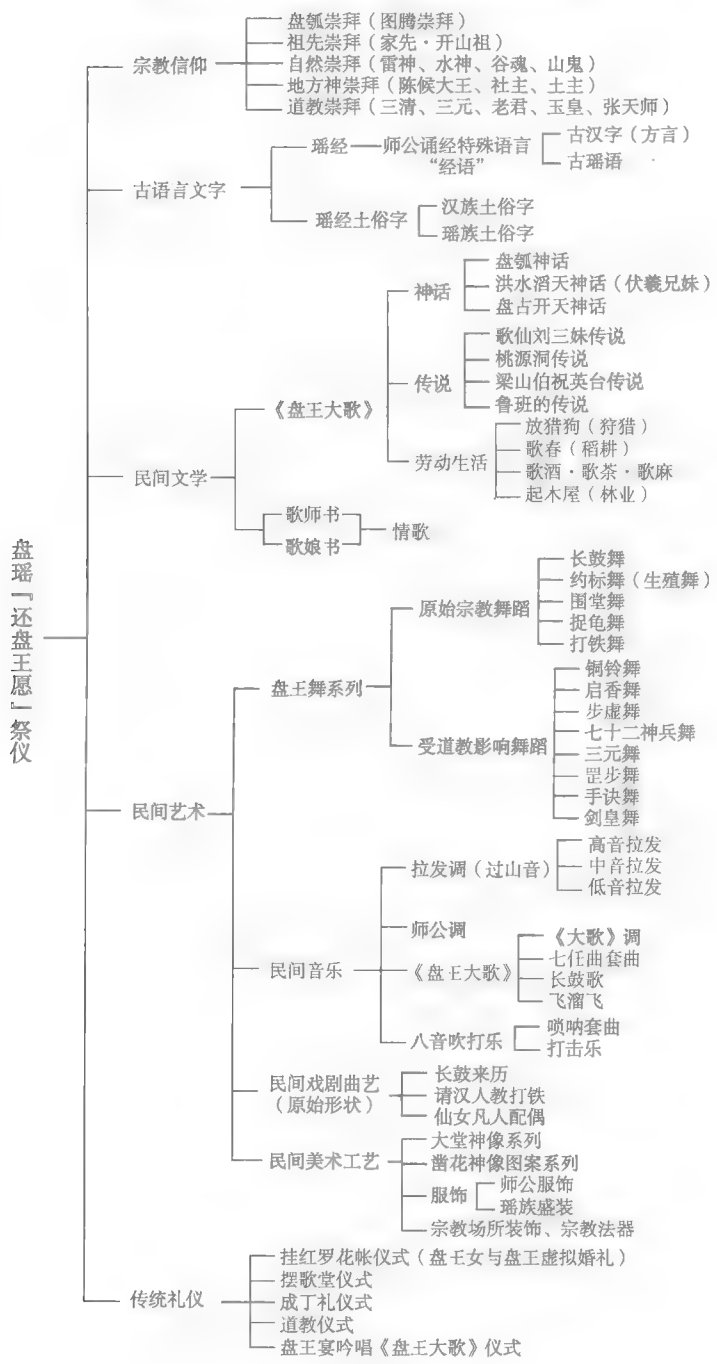 盘瑶『还盘王愿』祭仪
宗教信仰
盘瓠崇拜（图腾崇拜）
祖先崇拜（家先·开山祖）
自然崇拜（雷神、水神、谷魂、山鬼）
地方神崇拜（陈候大王、社主、土主）
道教崇拜（三清、三元、老君、玉皇、张天师）
古语言文字
瑶经
师公诵经特殊语言
“经语”
古汉字（方言）
古瑶语
瑶经土俗字
汉族土俗字
瑶族土俗字
民间文学
《盘王大歌》
神话
盘瓠神话
洪水滔天神话（伏羲兄妹）
盘占开天神话
传说
歌仙刘三妹传说
桃源洞传说
梁山伯祝英台传说
鲁班的传说
劳动生活
放猎狗（狩猎）
歌春（稻耕）
歌酒·歌茶·歌麻
起木屋（林业）
歌师书
歌娘书
情歌
民间艺术
盘王舞系列
原始宗教舞蹈
长鼓舞
约标舞（生殖舞）
围堂舞
捉龟舞
打铁舞
受道教影响舞蹈
铜铃舞
启香舞
步虚舞
七十二神兵舞
三元舞
罡步舞
手诀舞
剑皇舞
民间音乐
拉发调（过山音）
高音拉发
中音拉发
低音拉发
师公调
《盘王大歌》
《大歌》调
七任曲套曲
长鼓歌
飞溜飞
八音吹打乐
唢呐套曲
打击乐
民间戏剧曲艺
（原始形状）
长鼓来历
请汉人教打铁
仙女凡人配偶
民间美术工艺
大堂神像系列
凿花神像图案系列
服饰
师公服饰
瑶族盛装
宗教场所装饰、宗教法器
传统礼仪
挂红罗花帐仪式（盘王女与盘王虚拟婚礼）
摆歌堂仪式
成丁礼仪式
道教仪式
盘王宴吟唱《盘王大歌》仪式